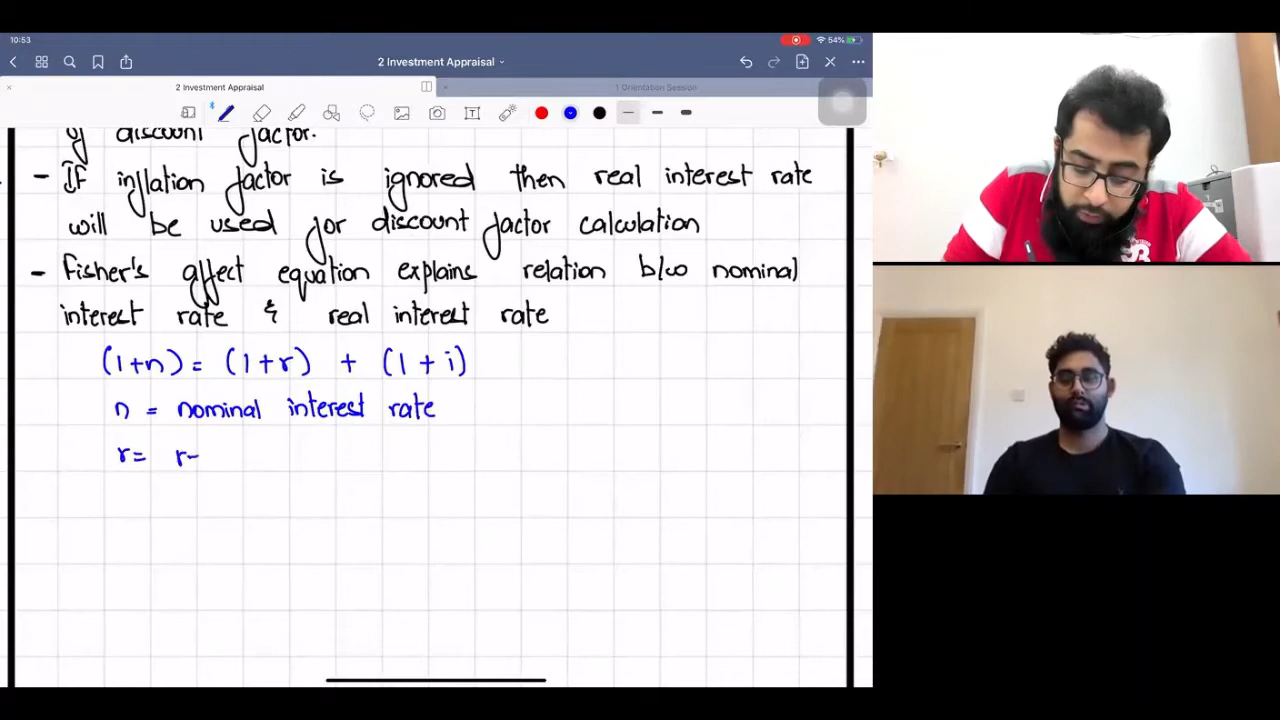 10:53
54%
2 Investment Appraisal
2 Investment Appraisal
1 Orientation Session
of discount factor.
- If inflation factor is ignored then real interest rate
will be used for discount factor calculation
- Fisher's affect equation explains relation b/w nominal
interest rate & real interest rate
(1+n) = (1+r) + (1+i)
n = nominal interest rate
r = r